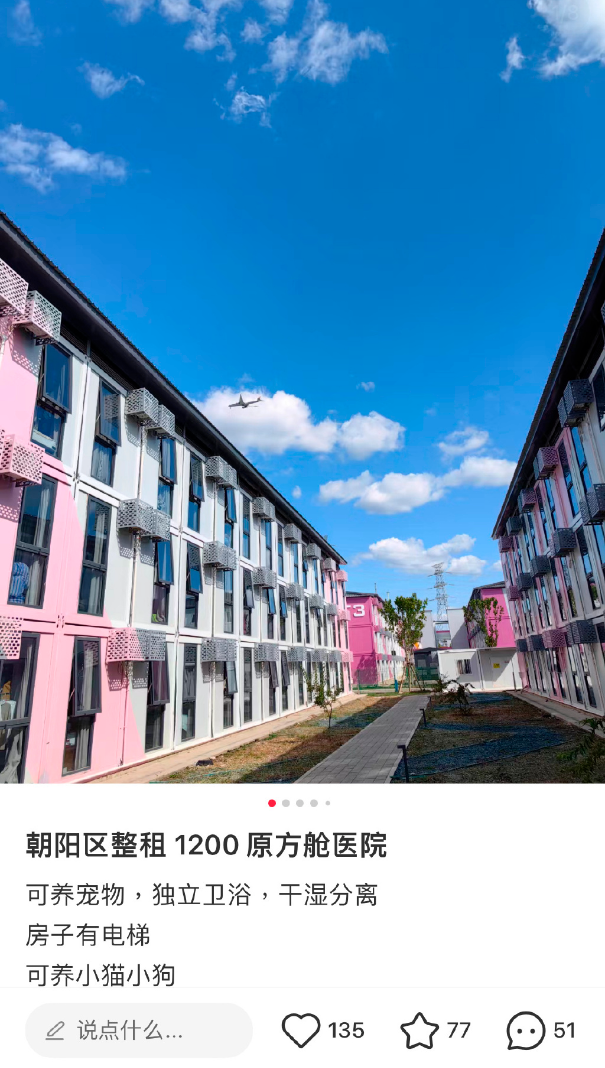 T3
朝阳区整租 1200 原方舱医院
可养宠物，独立卫浴，干湿分离
房子有电梯
可养小猫小狗
说点什么...
135
77
51